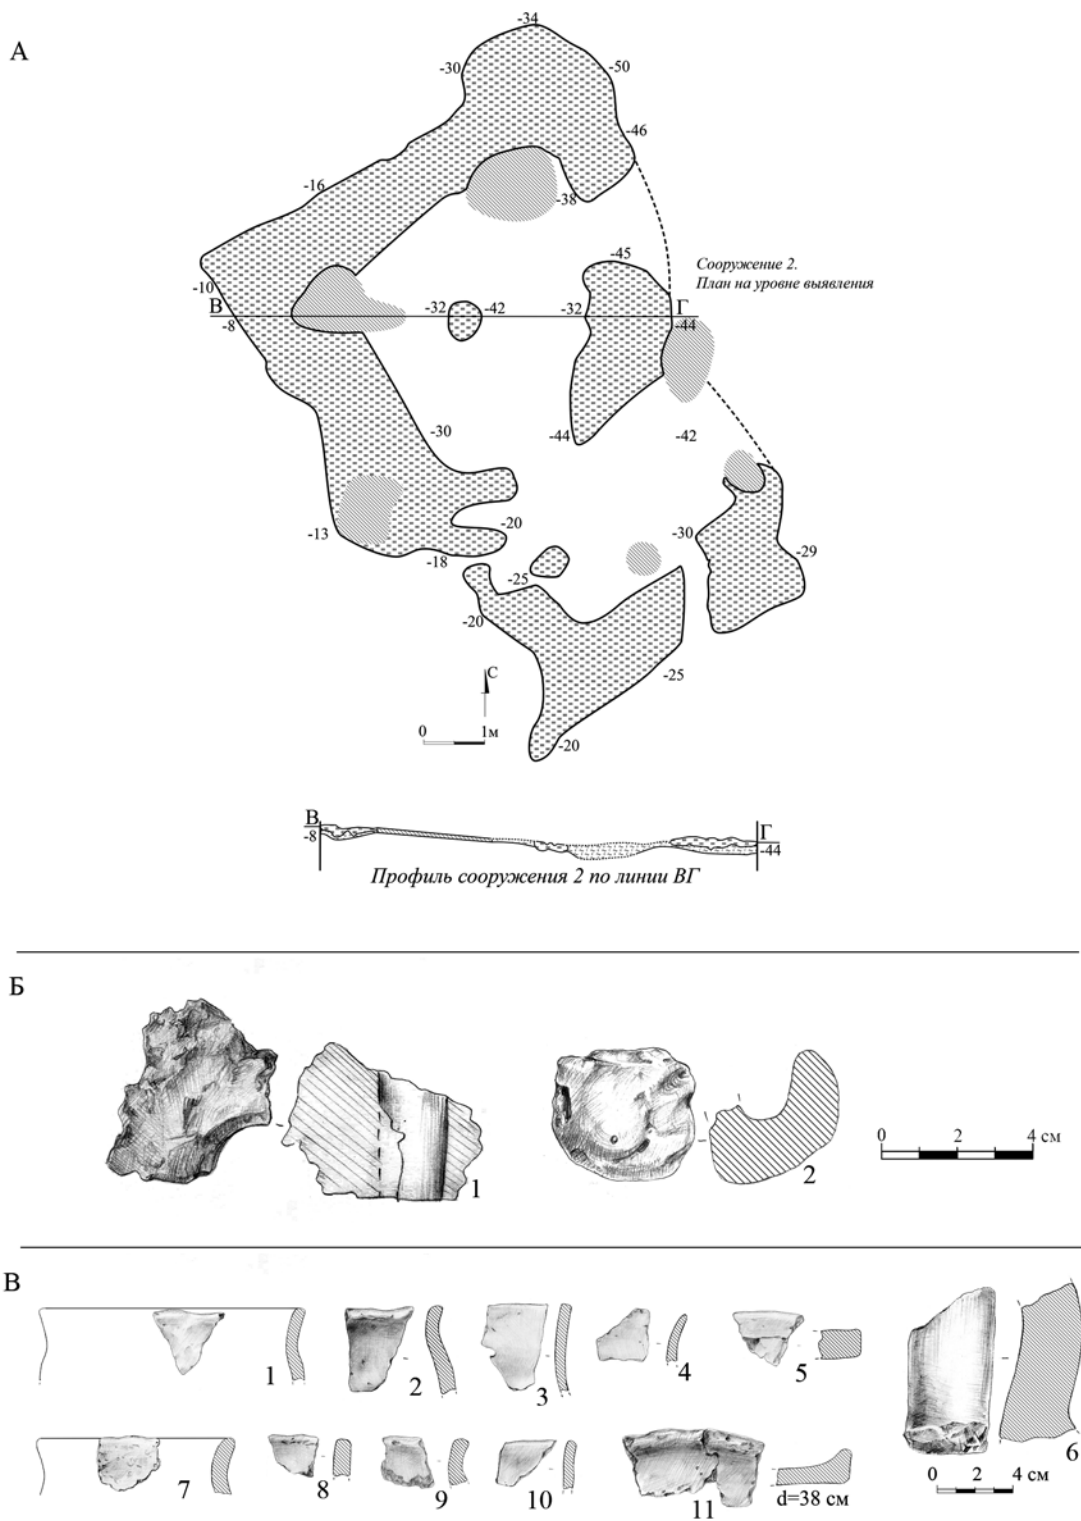 А
-34
-30
-50
-46
-16
-38
-45
Сооружение 2.
План на уровне выявления
-10
В
-32
-42
-32
Г
-8
-44
-30
-44
-42
-13
-20
-30
-18
-25
-29
-20
-25
С
0 1м
-20
В
-8
Г
-44
Профиль сооружения 2 по линии ВГ
Б
1
2
0 2 4 см
В
1
2
3
4
5
6
7
8
9
10
11
d=38 см
0 2 4 см